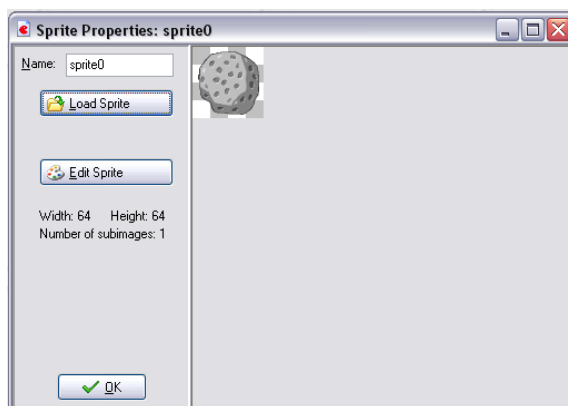 Sprite Properties: sprite0
Name: sprite0
Load Sprite
Edit Sprite
Width: 64 Height: 64
Number of subimages: 1
OK